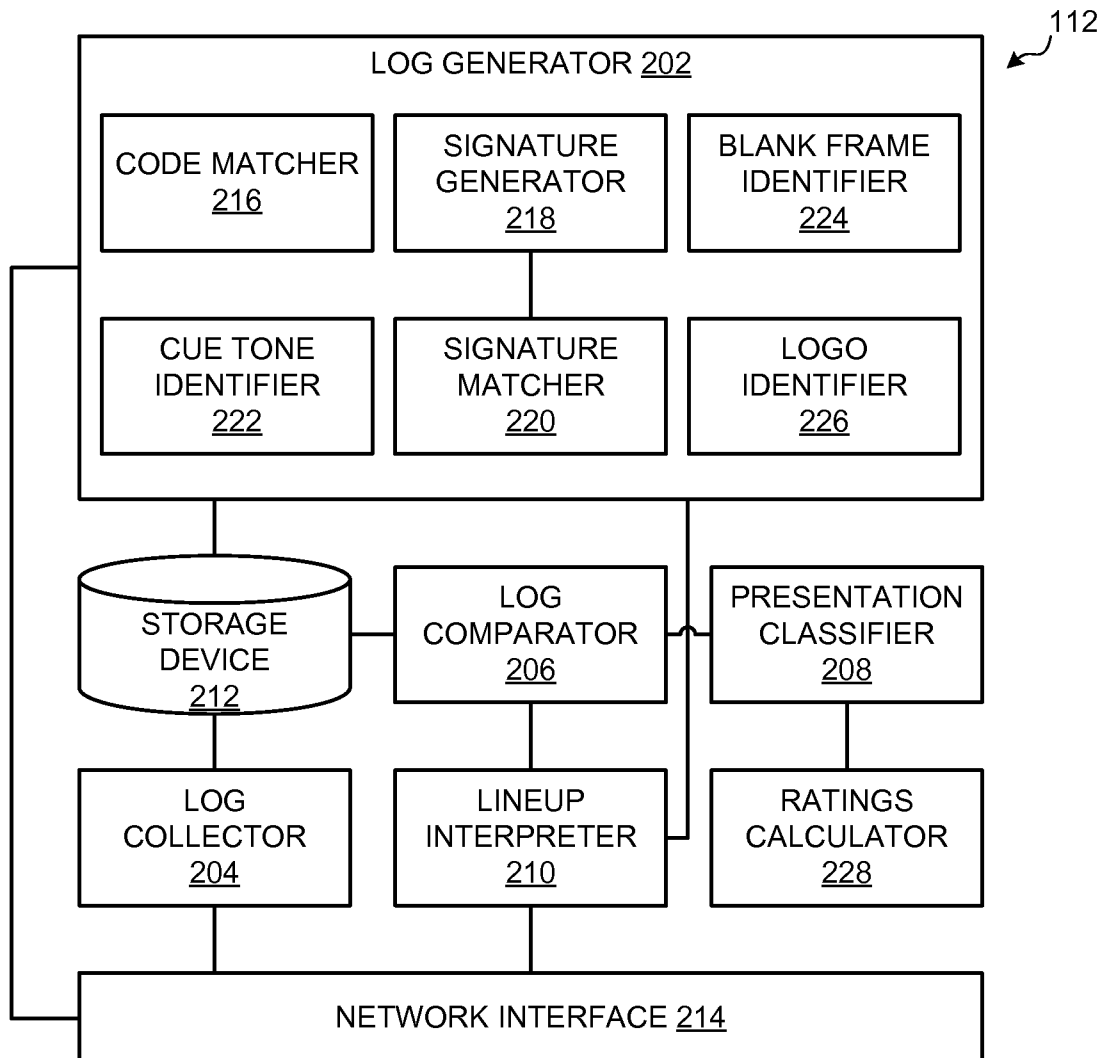 112
LOG GENERATOR 202
CODE MATCHER
216
SIGNATURE
GENERATOR
218
BLANK FRAME
IDENTIFIER
224
CUE TONE
IDENTIFIER
222
SIGNATURE
MATCHER
220
LOGO
IDENTIFIER
226
STORAGE
DEVICE
212
LOG
COMPARATOR
206
PRESENTATION
CLASSIFIER
208
LOG
COLLECTOR
204
LINEUP
INTERPRETER
210
RATINGS
CALCULATOR
228
NETWORK INTERFACE 214